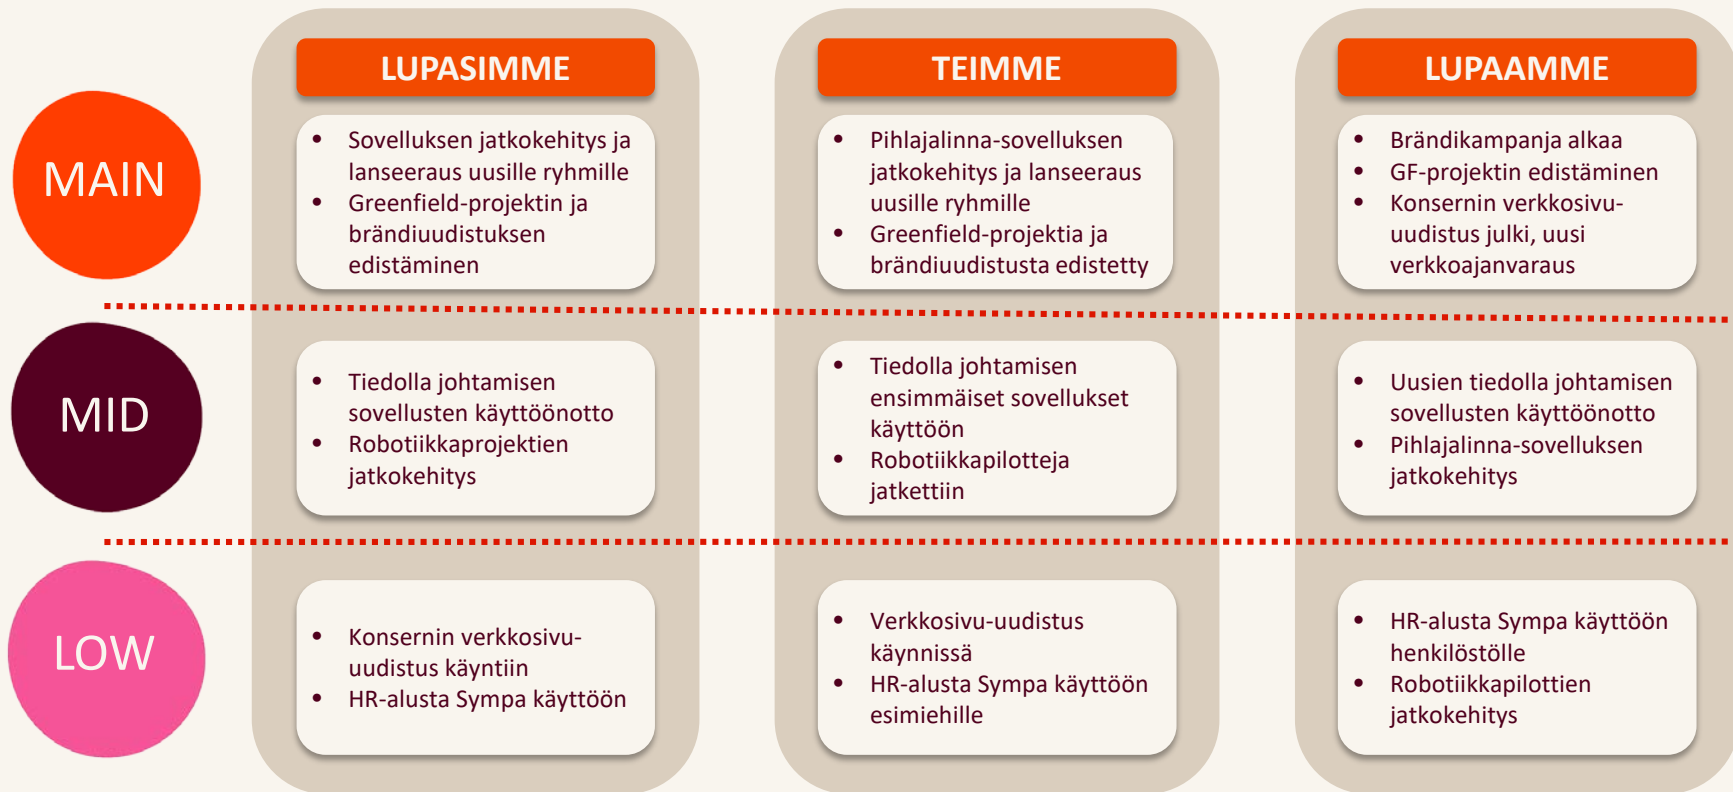 LUPASIMME
TEIMME
LUPAAMME
MAIN
• Sovelluksen jatkokehitys ja
lanseeraus uusille ryhmille
• Greenfield-projektin ja
brändiuudistuksen
edistäminen
• Pihlajalinna-sovelluksen
jatkokehitys ja lanseeraus
uusille ryhmille
• Greenfield-projektia ja
brändiuudistusta edistetty
• Brändikampanja alkaa
• GF-projektin edistäminen
• Konsernin verkkosivu-
uudistus julki, uusi
verkkoajanvaraus
MID
• Tiedolla johtamisen
sovellusten käyttöönotto
• Robotiikkaprojektien
jatkokehitys
• Tiedolla johtamisen
ensimmäiset sovellukset
käyttöön
• Robotiikkapilotteja
jatkettiin
• Uusien tiedolla johtamisen
sovellusten käyttöönotto
• Pihlajalinna-sovelluksen
jatkokehitys
LOW
• Konsernin verkkosivu-
uudistus käyntiin
• HR-alusta Sympa käyttöön
• Verkkosivu-uudistus
käynnissä
• HR-alusta Sympa käyttöön
esimiehille
• HR-alusta Sympa käyttöön
henkilöstölle
• Robotiikkapilottien
jatkokehitys